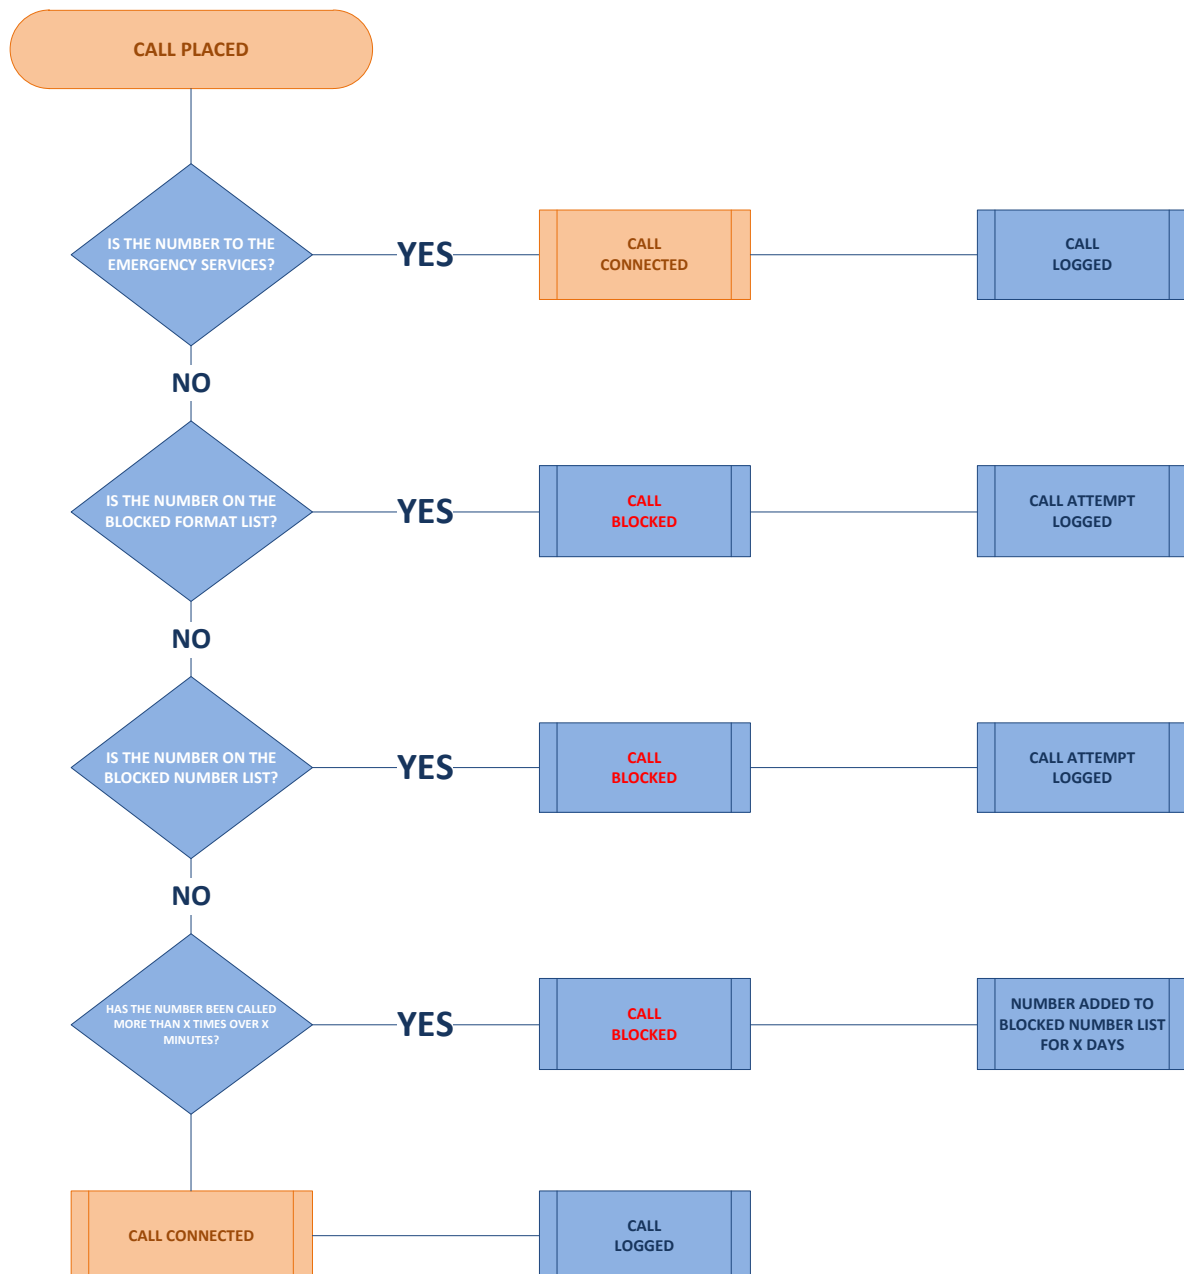 CALL PLACED
IS THE NUMBER TO THE
EMERGENCY SERVICES?
YES
CALL
CONNECTED
CALL
LOGGED
NO
IS THE NUMBER ON THE
BLOCKED FORMAT LIST?
YES
CALL
BLOCKED
CALL ATTEMPT
LOGGED
NO
IS THE NUMBER ON THE
BLOCKED NUMBER LIST?
YES
CALL
BLOCKED
CALL ATTEMPT
LOGGED
NO
HAS THE NUMBER BEEN CALLED
MORE THAN X TIMES OVER X
MINUTES?
YES
CALL
BLOCKED
NUMBER ADDED TO
BLOCKED NUMBER LIST
FOR X DAYS
CALL CONNECTED
CALL
LOGGED